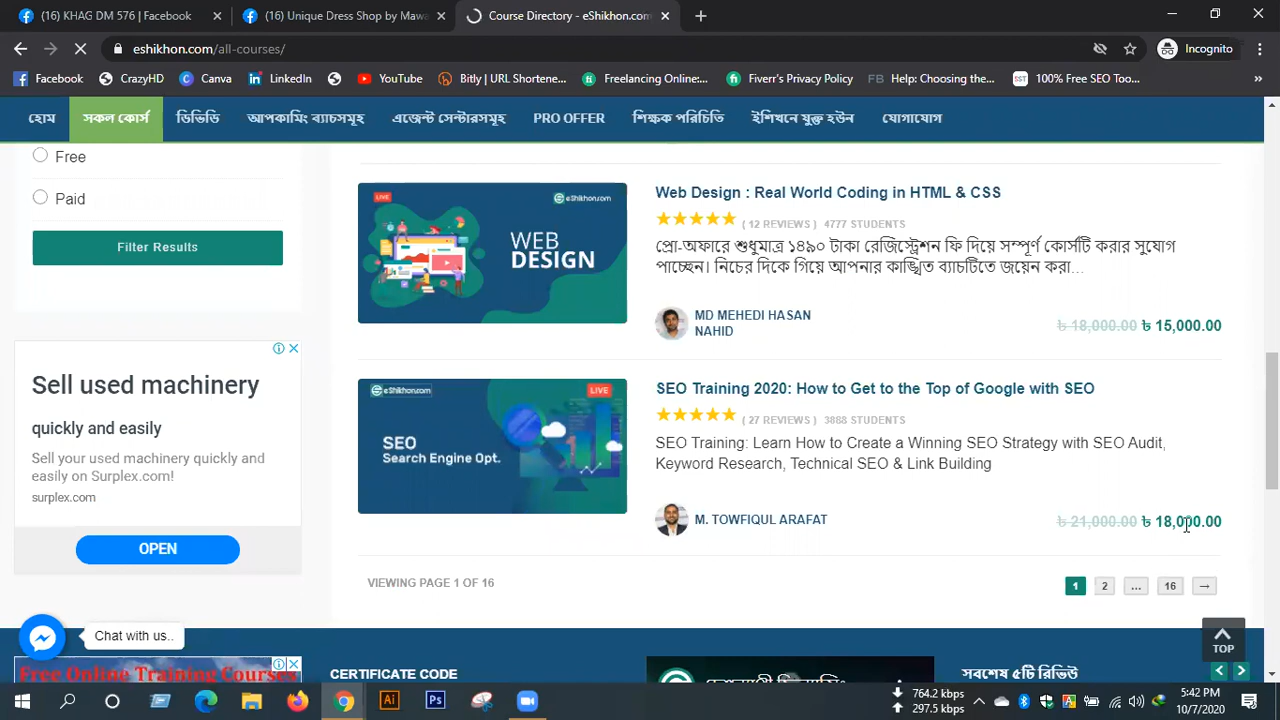 (16) KHAG DM 576 | Facebook
(16) Unique Dress Shop by Mawa
Course Directory - eShikhon.com
eshikhon.com/all-courses/
Incognito
Facebook
CrazyHD
Canva
LinkedIn
YouTube
Bitly | URL Shortene...
Freelancing Online:...
Fiverr's Privacy Policy
FB Help: Choosing the...
SST 100% Free SEO Too...
হোম
সকল কোর্স
ডিভিডি
আপকামিং ব্যাচসমূহ
এজেন্ট সেন্টারসমূহ
PRO OFFER
শিক্ষক পরিচিতি
ইশিখনে যুক্ত হউন
যোগাযোগ
Free
Paid
Filter Results
LIVE
eShikhon.com
WEB
DESIGN
Web Design : Real World Coding in HTML & CSS
( 12 REVIEWS ) 4777 STUDENTS
প্রো-অফারে শুধুমাত্র ১৪৯০ টাকা রেজিস্ট্রেশন ফি দিয়ে সম্পূর্ণ কোর্সটি করার সুযোগ
পাচ্ছেন। নিচের দিকে গিয়ে আপনার কাঙ্খিত ব্যাচটিতে জয়েন করা...
MD MEHEDI HASAN
NAHID
৳ 18,000.00 ৳ 15,000.00
Sell used machinery
quickly and easily
Sell your used machinery quickly and
easily on Surplex.com!
surplex.com
OPEN
eShikhon.com
LIVE
SEO
Search Engine Opt.
SEO Training 2020: How to Get to the Top of Google with SEO
( 27 REVIEWS ) 3868 STUDENTS
SEO Training: Learn How to Create a Winning SEO Strategy with SEO Audit,
Keyword Research, Technical SEO & Link Building
M. TOWFIQUL ARAFAT
৳ 21,000.00 ৳ 18,000.00
VIEWING PAGE 1 OF 16
1 2 ... 16 →
Chat with us..
TOP
Free Online Training Courses
CERTIFICATE CODE
সবশেষ ৫টি রিভিউ
764.2 kbps
297.5 kbps
5:42 PM
10/7/2020